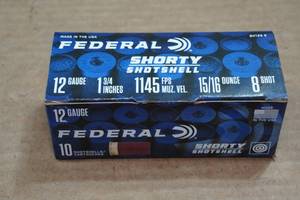 MADE IN THE USA
FEDERAL
SHORTY
SHOTSHELL
12 GAUGE
1 3/4 INCHES
1145 FPS MUZ. VEL.
15/16 OUNCE
8 SHOT
12 GAUGE
FEDERAL
10
SHORTY
SHOTSHELL